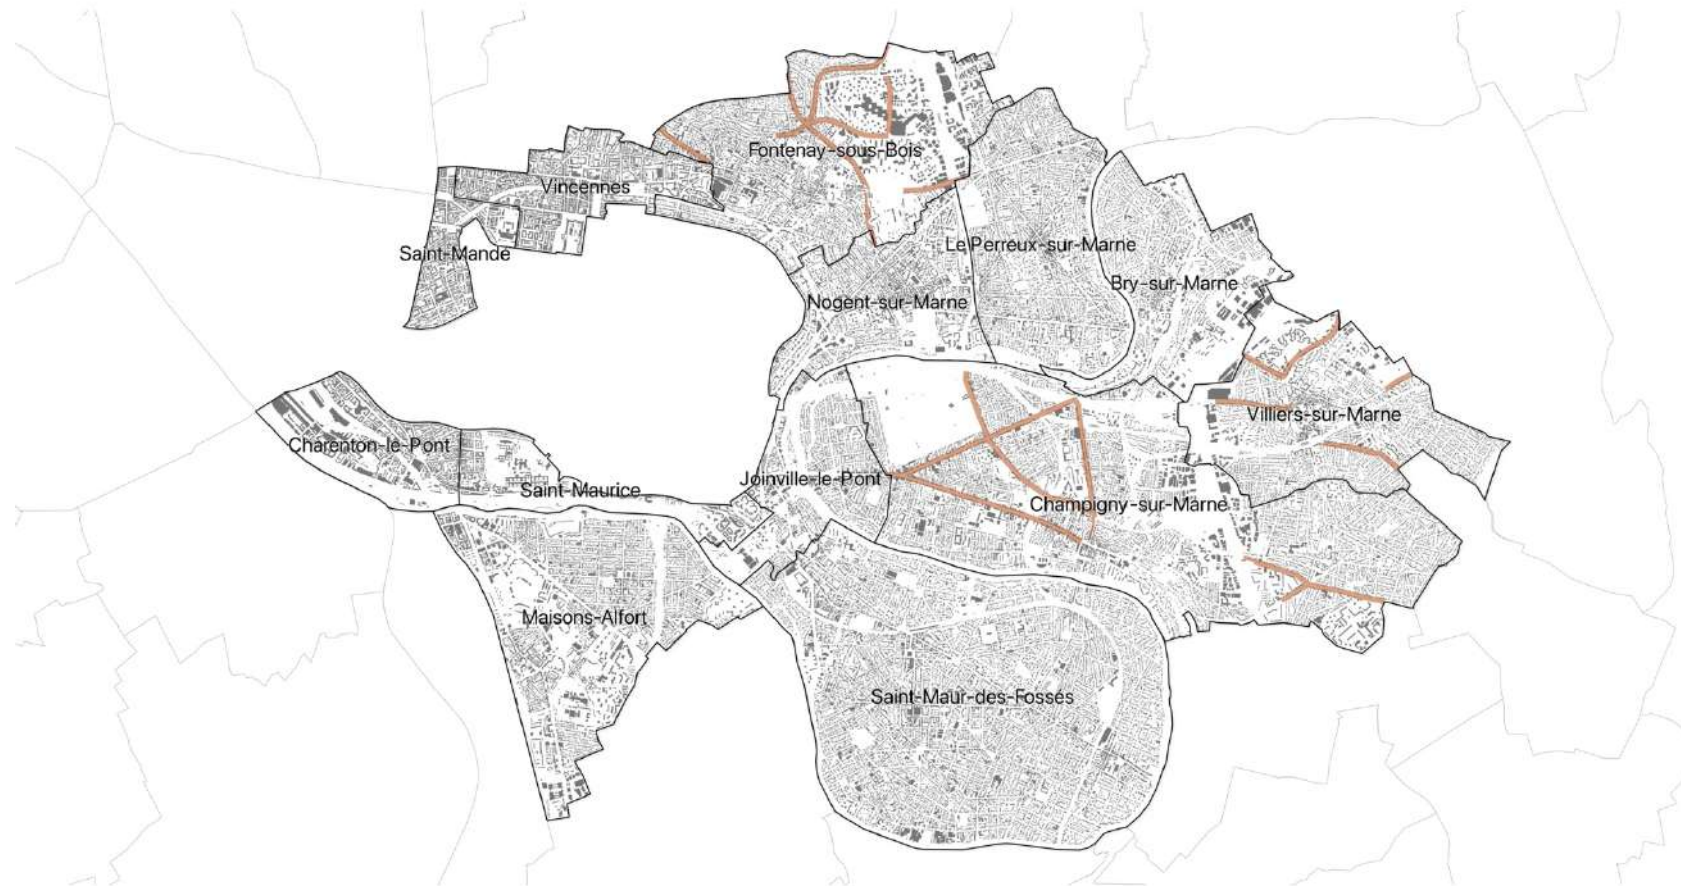 Fontenay-sous-Bois
Vincennes
Saint-Mandé
Le Perreux-sur-Marne
Bry-sur-Marne
Nogent-sur-Marne
Villiers-sur-Marne
Charenton-le-Pont
Joinville-le-Pont
Saint-Maurice
Champigny-sur-Marne
Maisons-Alfort
Saint-Maur-des-Fossés